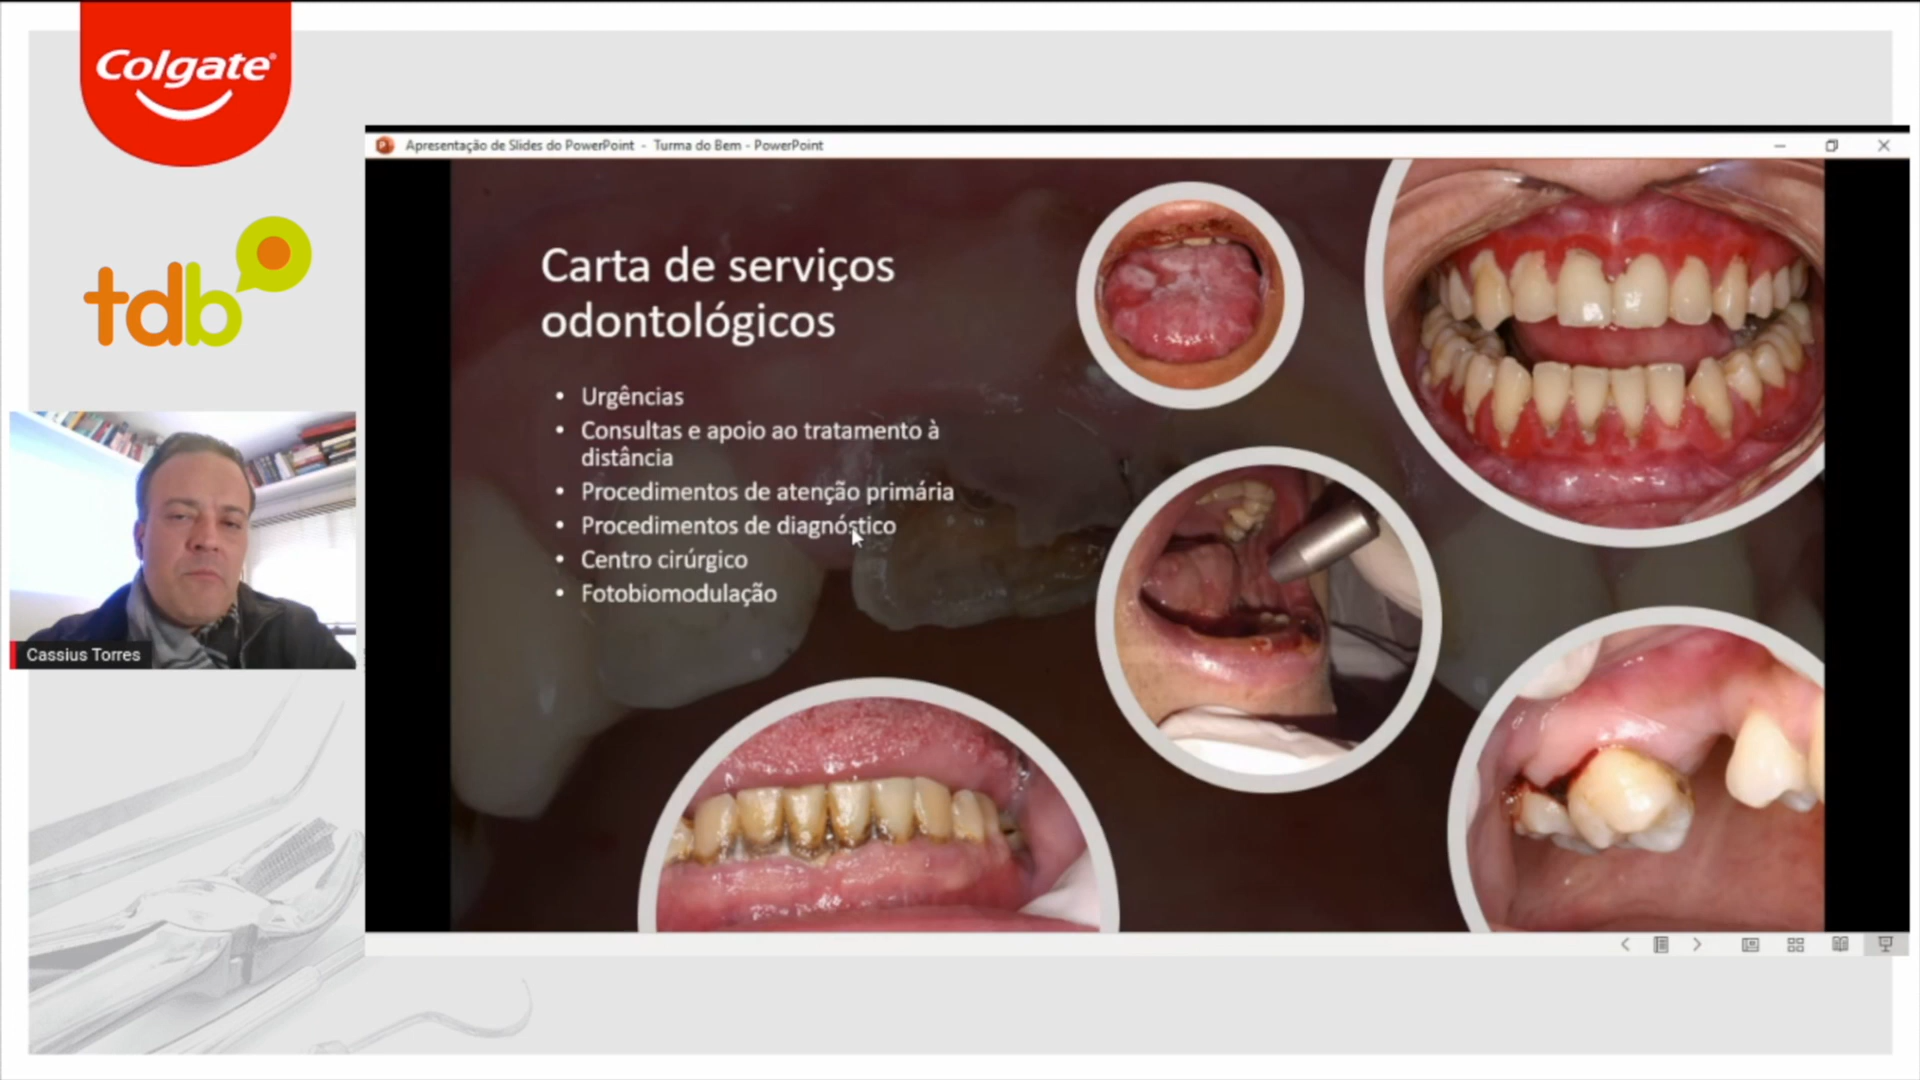 Colgate
tdb
Apresentação de Slides do PowerPoint - Turma do Bem - PowerPoint
Carta de serviços
odontológicos
• Urgências
• Consultas e apoio ao tratamento à
distância
• Procedimentos de atenção primária
• Procedimentos de diagnóstico
• Centro cirúrgico
• Fotobiomodulação
Cassius Torres